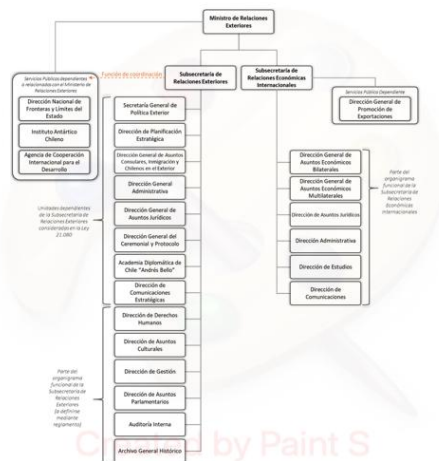 Ministro de Relaciones
Exteriores
Servicios Públicos dependientes
o relacionados con el Ministerio de
Relaciones Exteriores
Función de coordinación
Subsecretaría de
Relaciones Exteriores
Subsecretaría de
Relaciones Económicas
Internacionales
Servicios Público Dependiente
Dirección General de
Promoción de
Exportaciones
Dirección Nacional de
Fronteras y Límites del
Estado
Instituto Antártico
Chileno
Agencia de Cooperación
Internacional para el
Desarrollo
Unidades dependientes
de la Subsecretaría de
Relaciones Exteriores
consideradas en la Ley
21.080
Secretaría General de
Política Exterior
Dirección de Planificación
Estratégica
Dirección General de Asuntos
Consulares, Inmigración y
Chilenos en el Exterior
Dirección General
Administrativa
Dirección General de
Asuntos Jurídicos
Dirección General del
Ceremonial y Protocolo
Academia Diplomática de
Chile "Andrés Bello"
Dirección de
Comunicaciones
Estratégicas
Dirección General de
Asuntos Económicos
Bilaterales
Dirección General de
Asuntos Económicos
Multilaterales
Dirección de Asuntos Jurídicos
Dirección Administrativa
Dirección de Estudios
Dirección de
Comunicaciones
Parte del
organigrama
funcional de la
Subsecretaría de
Relaciones
Económicas
Internacionales
Parte del
organigrama
funcional de la
Subsecretaría de
Relaciones
Exteriores
(a definirse
mediante
reglamento)
Dirección de Derechos
Humanos
Dirección de Asuntos
Culturales
Dirección de Gestión
Dirección de Asuntos
Parlamentarios
Auditoría Interna
Archivo General Histórico
Created by Paint S